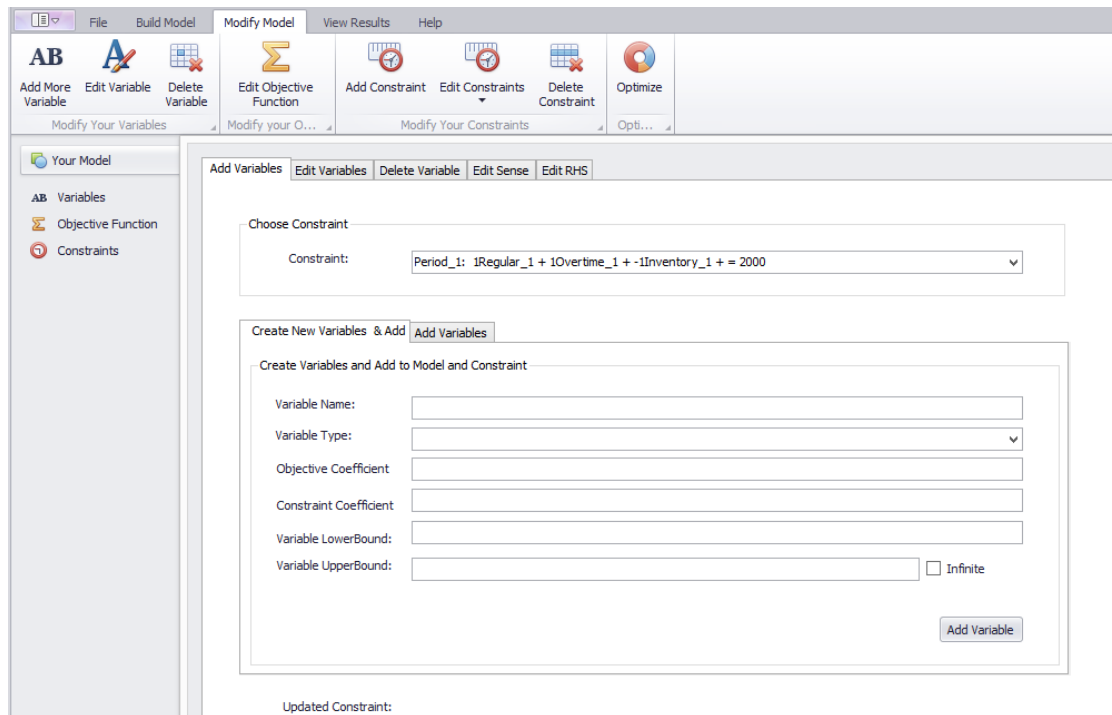 File Build Model Modify Model View Results Help
AB
Add More Variable
Edit Variable
Delete Variable
Edit Objective Function
Add Constraint
Edit Constraints
Delete Constraint
Optimize
Modify Your Variables
Modify your O...
Modify Your Constraints
Opti...
Your Model
AB Variables
Objective Function
Constraints
Add Variables Edit Variables Delete Variable Edit Sense Edit RHS
Choose Constraint
Constraint: Period_1: 1Regular_1 + 1Overtime_1 + -1Inventory_1 + = 2000
Create New Variables & Add Add Variables
Create Variables and Add to Model and Constraint
Variable Name:
Variable Type:
Objective Coefficient
Constraint Coefficient
Variable LowerBound:
Variable UpperBound: Infinite
Add Variable
Updated Constraint: